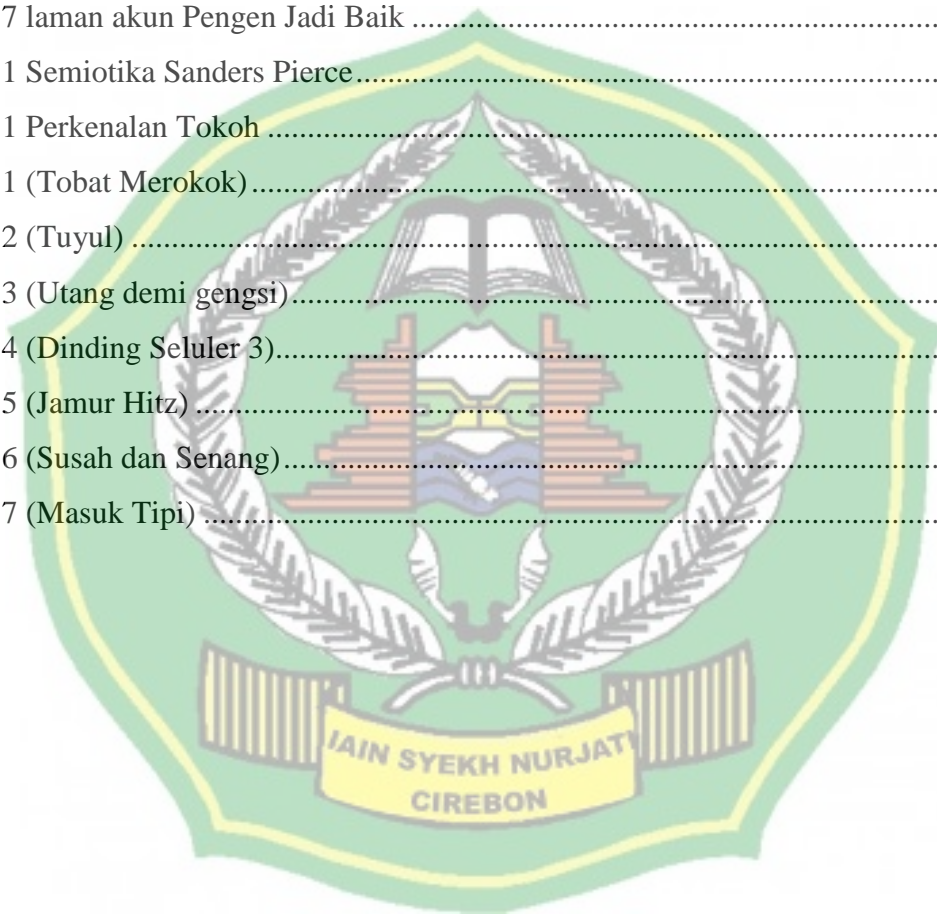 7 laman akun Pengen Jadi Baik ................................................................
1 Semiotika Sanders Pierce................................................................
1 Perkenalan Tokoh ................................................................
1 (Tobat Merokok) ................................................................
2 (Tuyul) ................................................................
3 (Utang demi gengsi)................................................................
4 (Dinding Seluler 3)................................................................
5 (Jamur Hitz) ................................................................
6 (Susah dan Senang)................................................................
7 (Masuk Tipi) ................................................................
IAIN SYEKH NURJATI
CIREBON